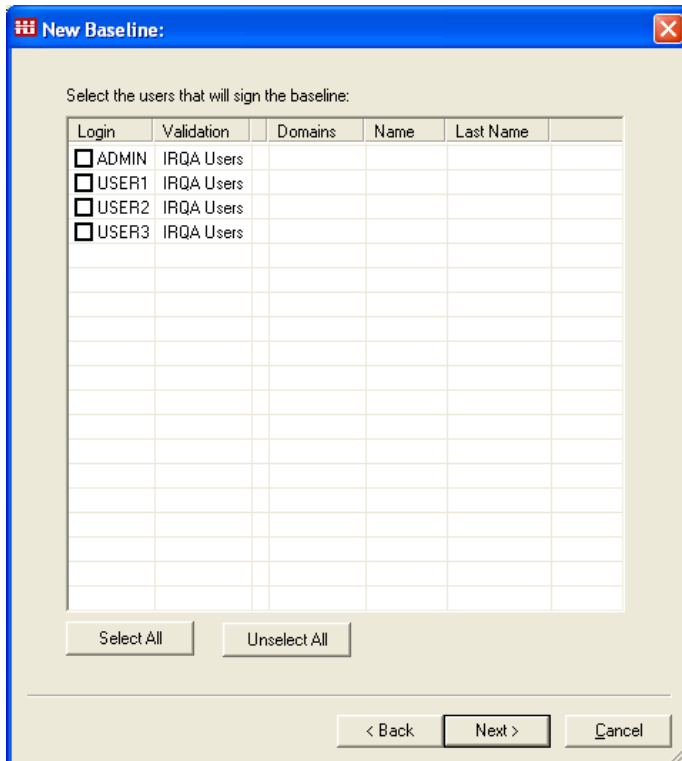 New Baseline:
Select the users that will sign the baseline:
Login Validation Domains Name Last Name
ADMIN IRQA Users
USER1 IRQA Users
USER2 IRQA Users
USER3 IRQA Users
Select All Unselect All
< Back Next > Cancel